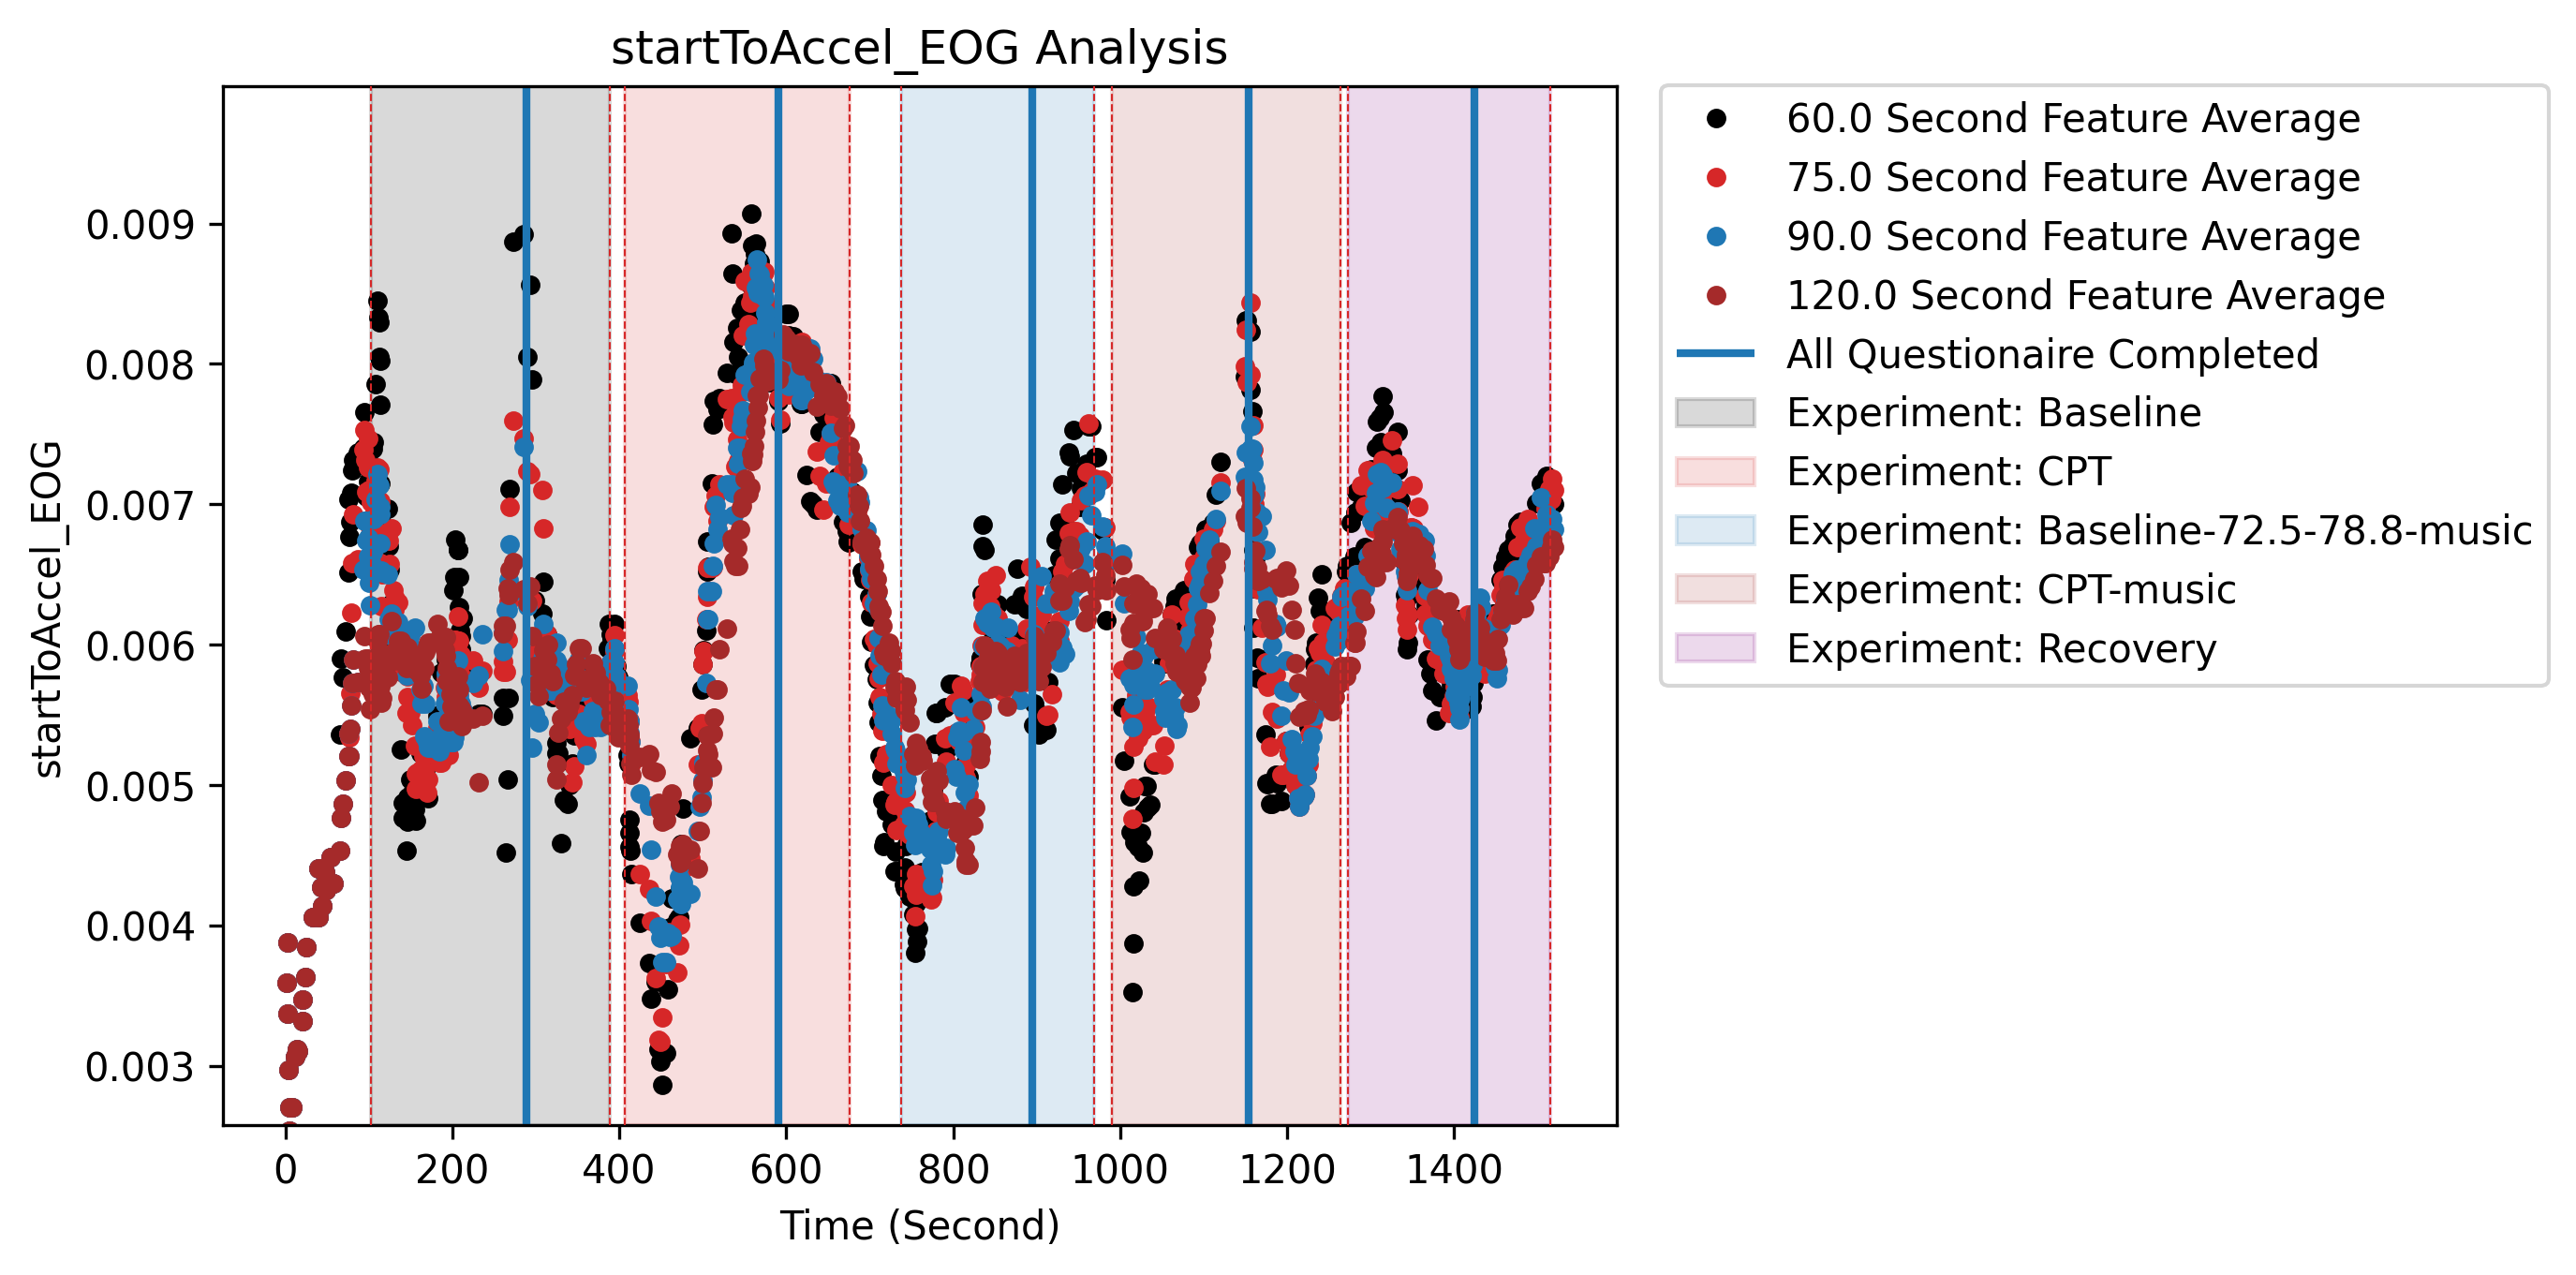 startToAccel_EOG Analysis
startToAccel_EOG
0.009
0.008
0.007
0.006
0.005
0.004
0.003
0 200 400 600 800 1000 1200 1400
Time (Second)
60.0 Second Feature Average
75.0 Second Feature Average
90.0 Second Feature Average
120.0 Second Feature Average
All Questionaire Completed
Experiment: Baseline
Experiment: CPT
Experiment: Baseline-72.5-78.8-music
Experiment: CPT-music
Experiment: Recovery